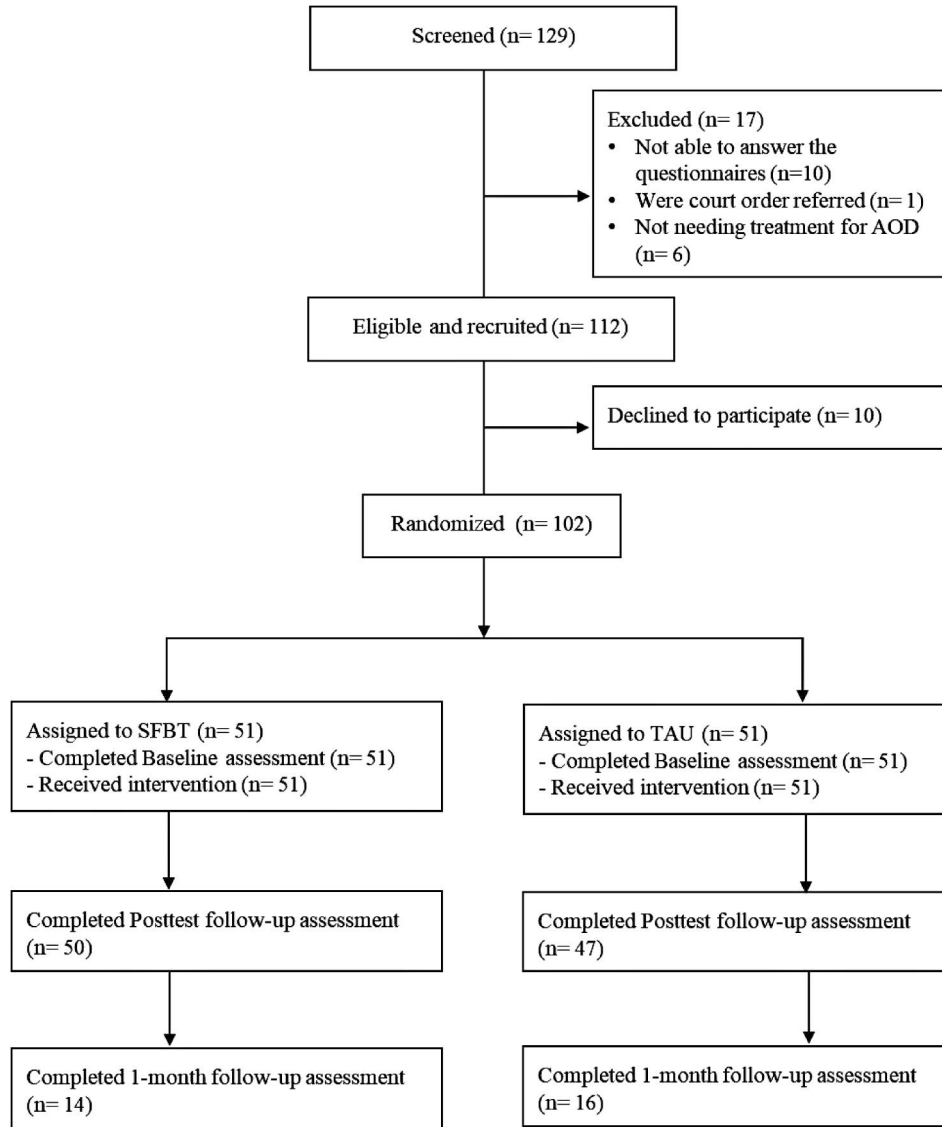 Screened (n= 129)
Excluded (n= 17)
• Not able to answer the
questionnaires (n=10)
• Were court order referred (n= 1)
• Not needing treatment for AOD
(n= 6)
Eligible and recruited (n= 112)
Declined to participate (n= 10)
Randomized (n= 102)
Assigned to SFBT (n= 51)
- Completed Baseline assessment (n= 51)
- Received intervention (n= 51)
Assigned to TAU (n= 51)
- Completed Baseline assessment (n= 51)
- Received intervention (n= 51)
Completed Posttest follow-up assessment
(n= 50)
Completed Posttest follow-up assessment
(n= 47)
Completed 1-month follow-up assessment
(n= 14)
Completed 1-month follow-up assessment
(n= 16)